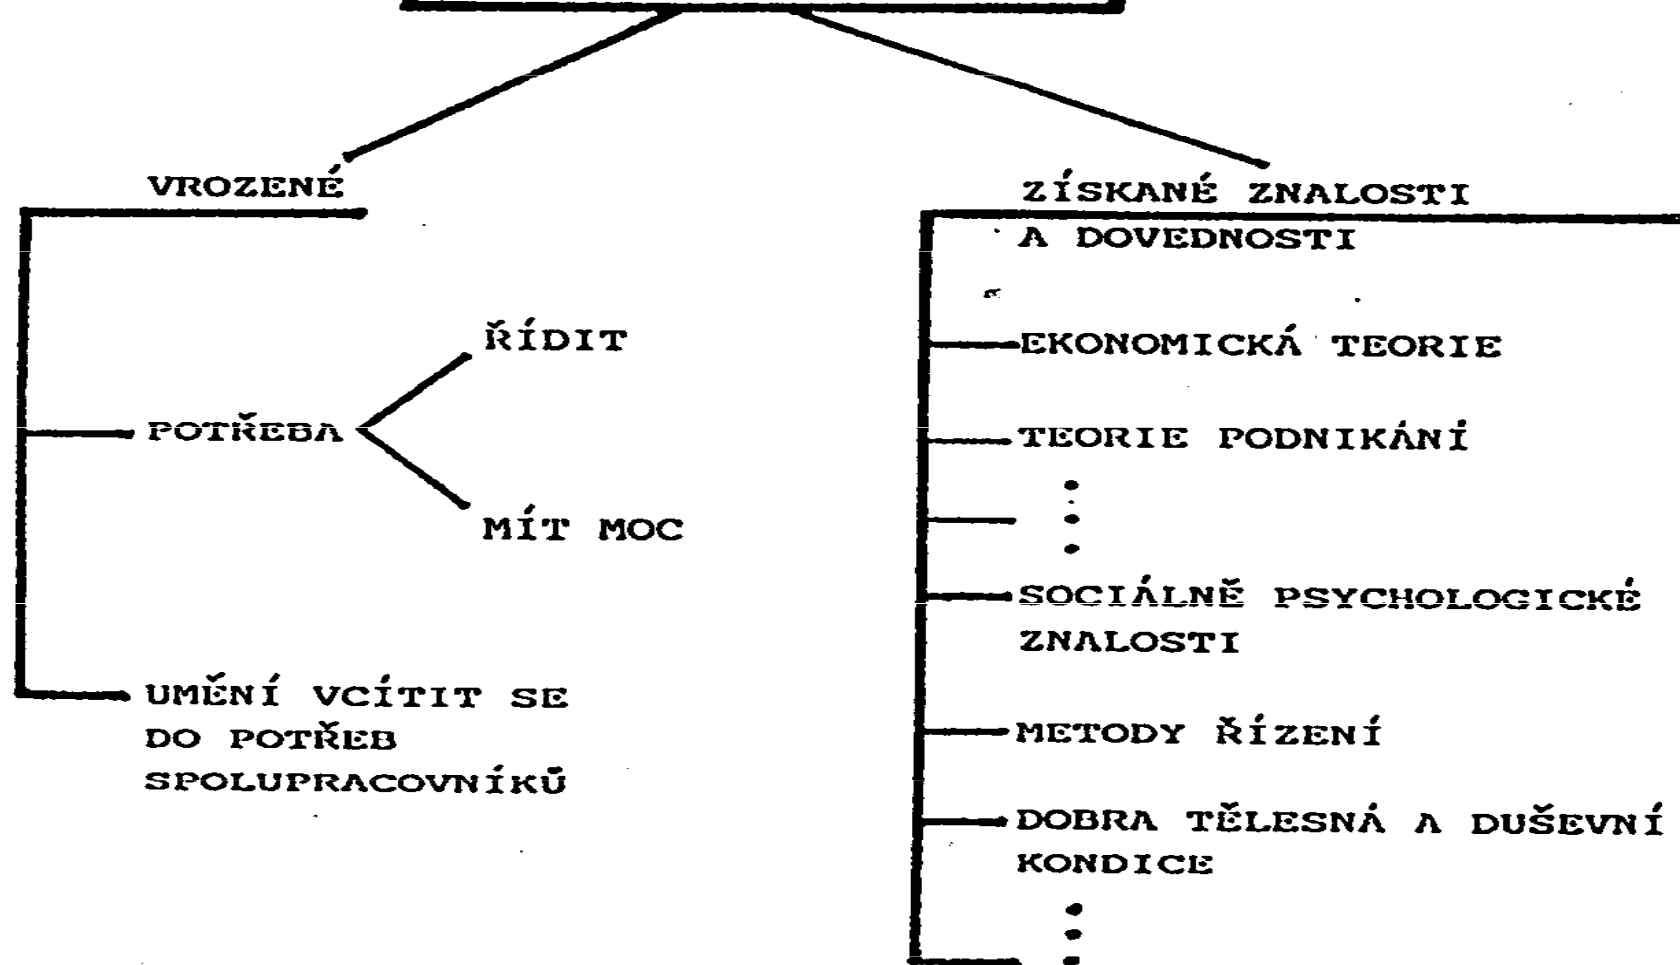 VROZENÉ
POTŘEBA
ŘÍDIT
MÍT MOC
UMĚNÍ VCÍTIT SE
DO POTŘEB
SPOLUPRACOVNÍKŮ
ZÍSKANÉ ZNALOSTI
A DOVEDNOSTI
EKONOMICKÁ TEORIE
TEORIE PODNIKÁNÍ
SOCIÁLNĚ PSYCHOLOGICKÉ
ZNALOSTI
METODY ŘÍZENÍ
DOBRA TĚLESNÁ A DUŠEVNÍ
KONDICE